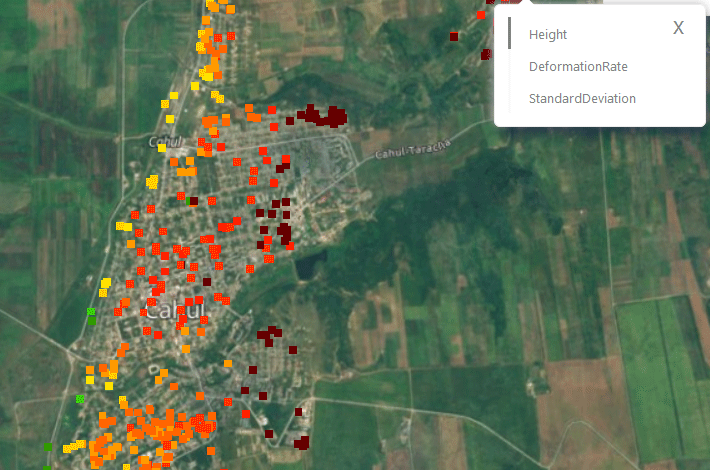 Height
X
DeformationRate
StandardDeviation
Cahul
Cahul-Taraclia
Cahul